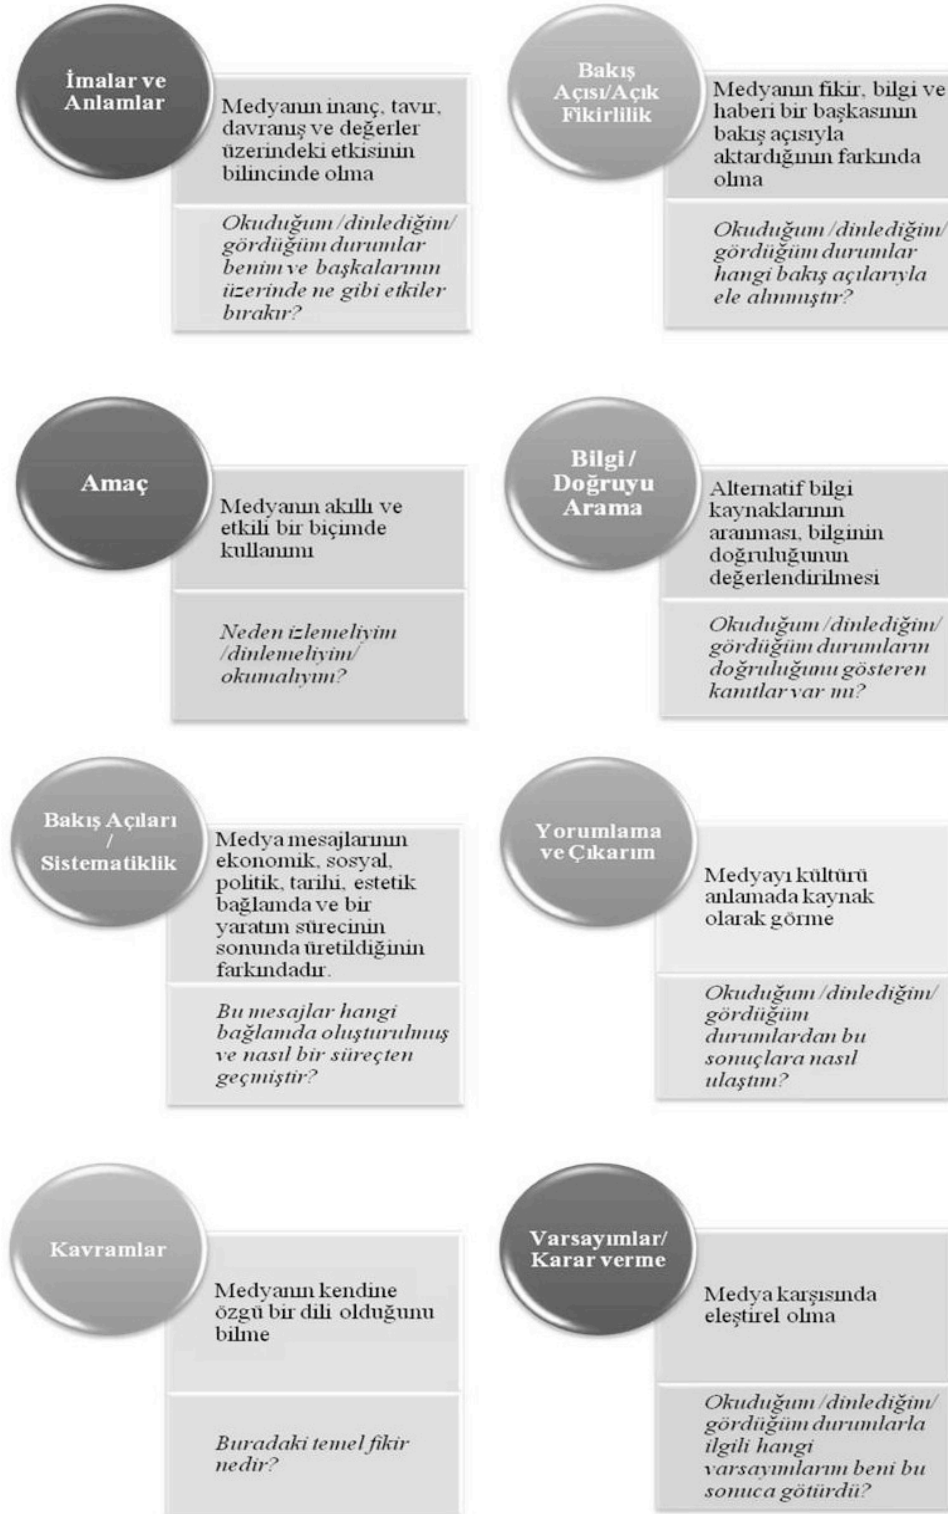 İmalar ve
Anlamlar
Medyanın inanç, tavır,
davranış ve değerler
üzerindeki etkisinin
bilincinde olma
Okuduğum /dinlediğim/
gördüğüm durumlar
benim ve başkalarının
üzerinde ne gibi etkiler
bırakır?
Bakış
Açısı/Açık
Fikirlilik
Medyanın fikir, bilgi ve
haberi bir başkasının
bakış açısıyla
aktardığının farkında
olma
Okuduğum /dinlediğim/
gördüğüm durumlar
hangi bakış açılarıyla
ele alınmıştır?
Amaç
Medyanın akıllı ve
etkili bir biçimde
kullanımı
Neden izlemeliyim
/dinlemeliyim/
okumalıyım?
Bilgi /
Doğruyu
Arama
Alternatif bilgi
kaynaklarının
aranması, bilginin
doğruluğunun
değerlendirilmesi
Okuduğum /dinlediğim/
gördüğüm durumların
doğruluğunu gösteren
kanıtlar var mı?
Bakış Açıları
/
Sistematiklik
Medya mesajlarının
ekonomik, sosyal,
politik, tarihi, estetik
bağlamda ve bir
yaratım sürecinin
sonunda üretildiğinin
farkındadır.
Bu mesajlar hangi
bağlamda oluşturulmuş
ve nasıl bir süreçten
geçmiştir?
Yorumlama
ve Çıkarım
Medyayı kültürü
anlamada kaynak
olarak görme
Okuduğum /dinlediğim/
gördüğüm
durumlardan bu
sonuçlara nasıl
ulaştım?
Kavramlar
Medyanın kendine
özgü bir dili olduğunu
bilme
Buradaki temel fikir
nedir?
Varsayımlar/
Karar verme
Medya karşısında
eleştirel olma
Okuduğum /dinlediğim/
gördüğüm durumlarla
ilgili hangi
varsayımlarım beni bu
sonuca götürdü?